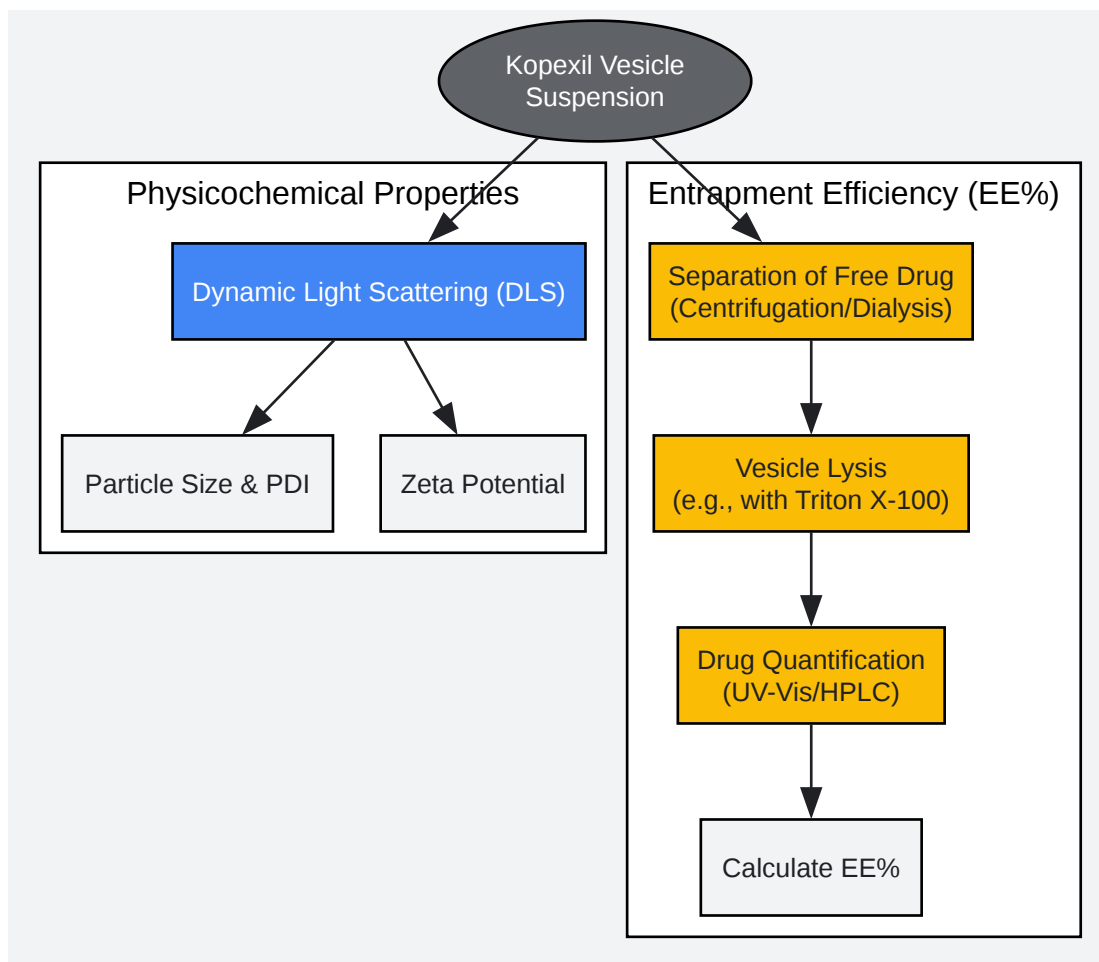 Kopexil Vesicle
Suspension
Physicochemical Properties
Dynamic Light Scattering (DLS)
Particle Size & PDI
Zeta Potential
Entrapment Efficiency (EE%)
Separation of Free Drug
(Centrifugation/Dialysis)
Vesicle Lysis
(e.g., with Triton X-100)
Drug Quantification
(UV-Vis/HPLC)
Calculate EE%